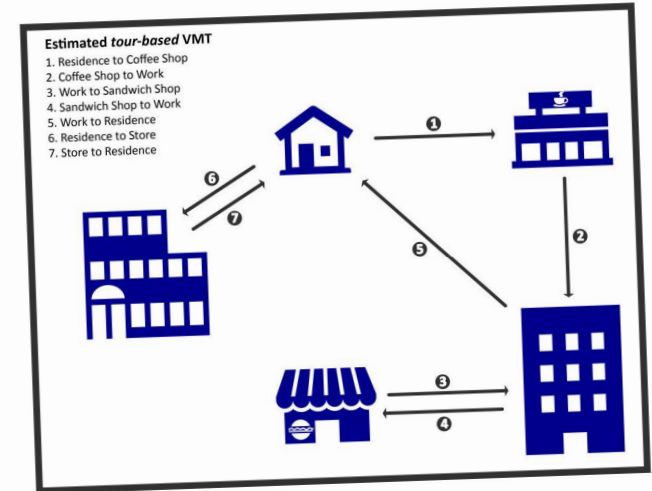 Estimated tour-based VMT
1. Residence to Coffee Shop
2. Coffee Shop to Work
3. Work to Sandwich Shop
4. Sandwich Shop to Work
5. Work to Residence
6. Residence to Store
7. Store to Residence
1
6
7
5
2
3
4